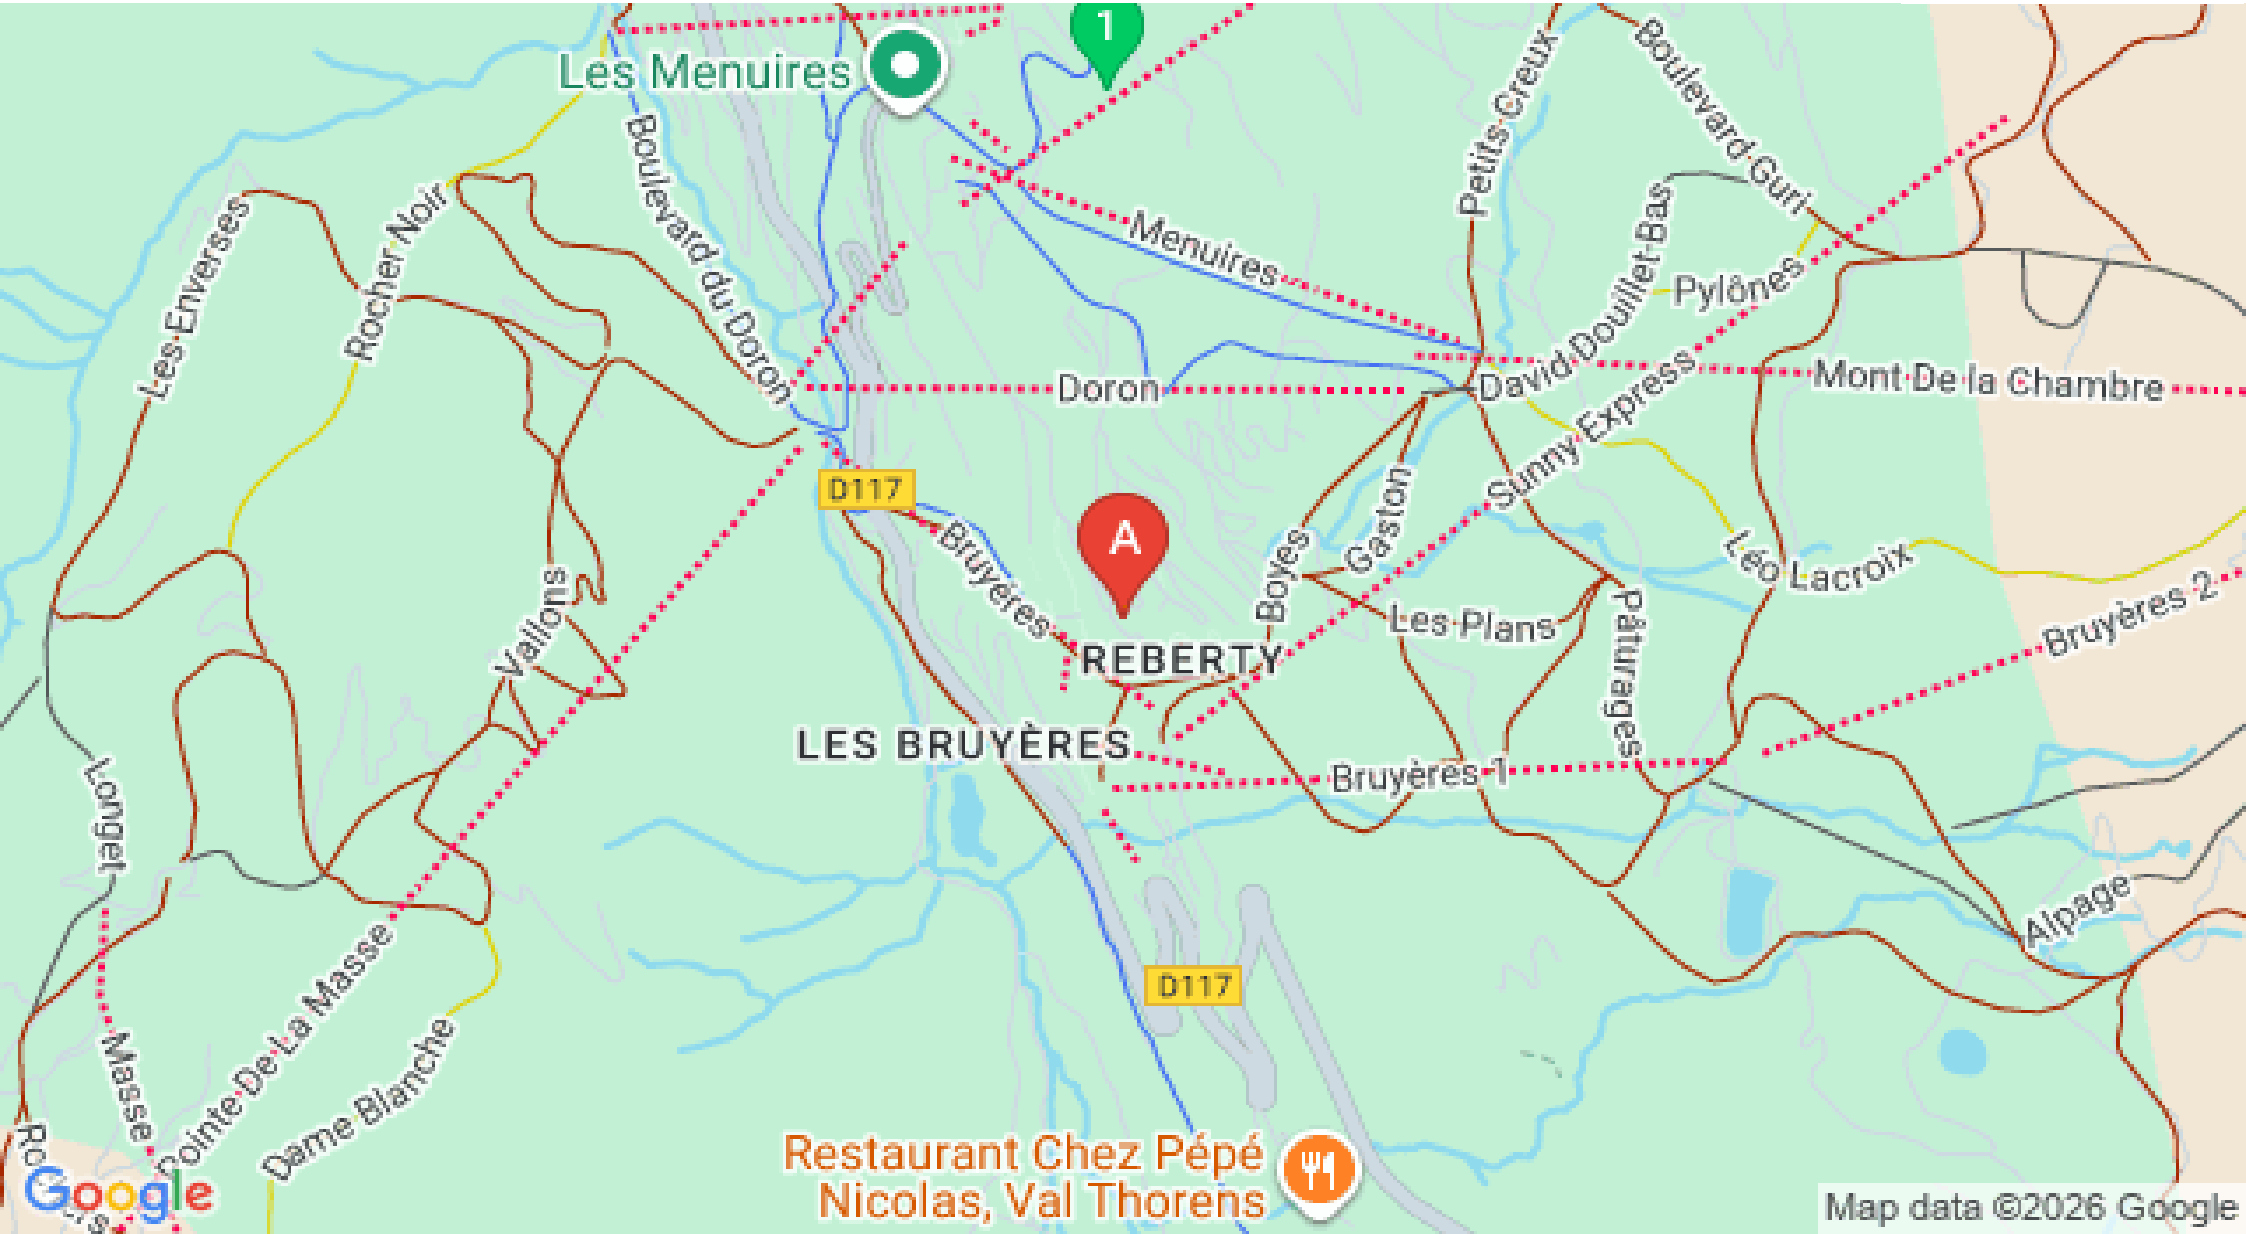 1
Les Menuires
Boulevard du Doron
Petits Creux
Boulevard Guri
Les Enverses
Rocher Noir
Menuires
David Douillet Bas
Pylônes
Doron
Mont De la Chambre
Sunny Express
D117
Bruyères
A
Boyes
Gaston
Léo Lacroix
Les Plans
Pâturages
Bruyères 2
Vallons
REBERTY
LES BRUYÈRES
Bruyères 1
Longet
Alpage
Pointe De La Masse
D117
Masse
Dame Blanche
Restaurant Chez Pépé
Nicolas, Val Thorens
Google
Map data ©2026 Google